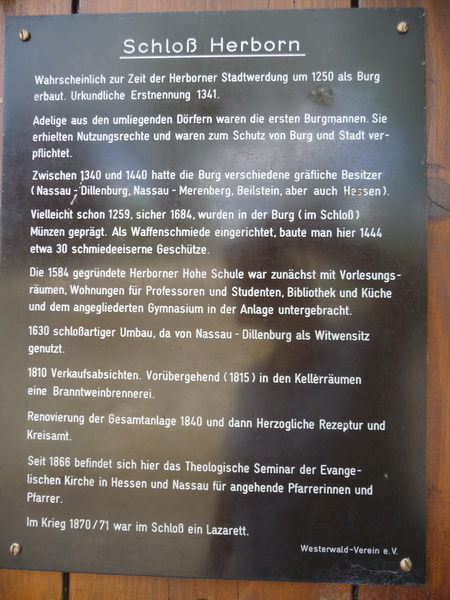 Schloß Herborn
Wahrscheinlich zur Zeit der Herborner Stadtwerdung um 1250 als Burg
erbaut. Urkundliche Erstnennung 1341.
Adelige aus den umliegenden Dörfern waren die ersten Burgmannen. Sie
erhielten Nutzungsrechte und waren zum Schutz von Burg und Stadt ver-
pflichtet.
Zwischen 1340 und 1440 hatte die Burg verschiedene gräfliche Besitzer
(Nassau-Dillenburg, Nassau-Merenberg, Beilstein, aber auch Hessen).
Vielleicht schon 1259, sicher 1684, wurden in der Burg (im Schloß)
Münzen geprägt. Als Waffenschmiede eingerichtet, baute man hier 1444
etwa 30 schmiedeeiserne Geschütze.
Die 1584 gegründete Herborner Hohe Schule war zunächst mit Vorlesungs-
räumen, Wohnungen für Professoren und Studenten, Bibliothek und Küche
und dem angegliederten Gymnasium in der Anlage untergebracht.
1630 schloßartiger Umbau, da von Nassau-Dillenburg als Witwensitz
genutzt.
1810 Verkaufsabsichten. Vorübergehend (1815) in den Kellerräumen
eine Branntweinbrennerei.
Renovierung der Gesamtanlage 1840 und dann Herzogliche Rezeptur und
Kreisamt.
Seit 1866 befindet sich hier das Theologische Seminar der Evange-
lischen Kirche in Hessen und Nassau für angehende Pfarrerinnen und
Pfarrer.
Im Krieg 1870/71 war im Schloß ein Lazarett.
Westerwald-Verein e.V.